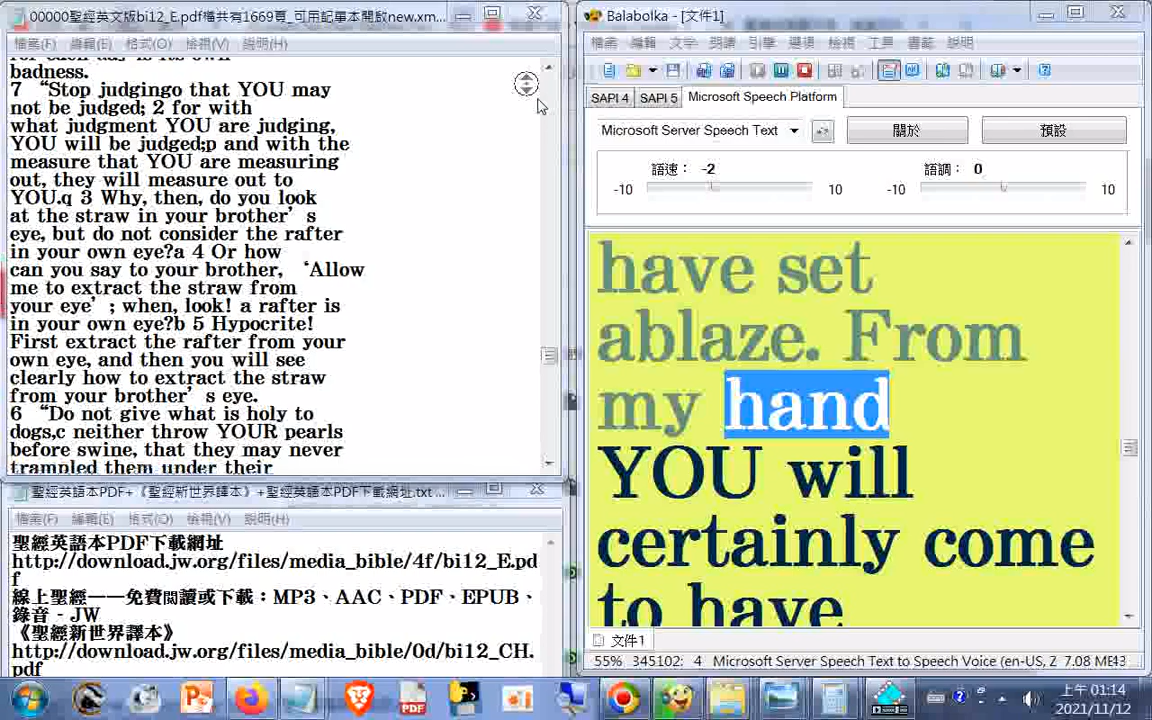 00000聖經英文版bi12_E.pdf檔共有1669頁_可用記事本開啟new.xm...
檔案(F) 編輯(E) 格式(O) 檢視(V) 說明(H)
badness.
7 “Stop judgingo that YOU may
not be judged; 2 for with
what judgment YOU are judging,
YOU will be judged;p and with the
measure that YOU are measuring
out, they will measure out to
YOU.q 3 Why, then, do you look
at the straw in your brother’s
eye, but do not consider the rafter
in your own eye?a 4 Or how
can you say to your brother, ‘Allow
me to extract the straw from
your eye’; when, look! a rafter is
in your own eye?b 5 Hypocrite!
First extract the rafter from your
own eye, and then you will see
clearly how to extract the straw
from your brother’s eye.
6 “Do not give what is holy to
dogs,c neither throw YOUR pearls
before swine, that they may never
trampled them under their
聖經英語本PDF+《聖經新世界譯本》+聖經英語本PDF下載網址.txt ...
檔案(F) 編輯(E) 格式(O) 檢視(V) 說明(H)
聖經英語本PDF下載網址
http://download.jw.org/files/media_bible/4f/bi12_E.pd
f
線上聖經——免費閱讀或下載：MP3、AAC、PDF、EPUB、
錄音 - JW
《聖經新世界譯本》
http://download.jw.org/files/media_bible/0d/bi12_CH.
pdf
Balabolka - [文件1]
檔案 編輯 文字 朗讀 引擎 選項 檢視 工具 書籤 說明
SAPI 4 SAPI 5 Microsoft Speech Platform
Microsoft Server Speech Text 關於 預設
語速： -2 語調： 0
-10 10 -10 10
have set
ablaze. From
my hand
YOU will
certainly come
to have
文件1
55% 345102: 4 Microsoft Server Speech Text to Speech Voice (en-US, Z 7.08 ME43
上午 01:14
2021/11/12